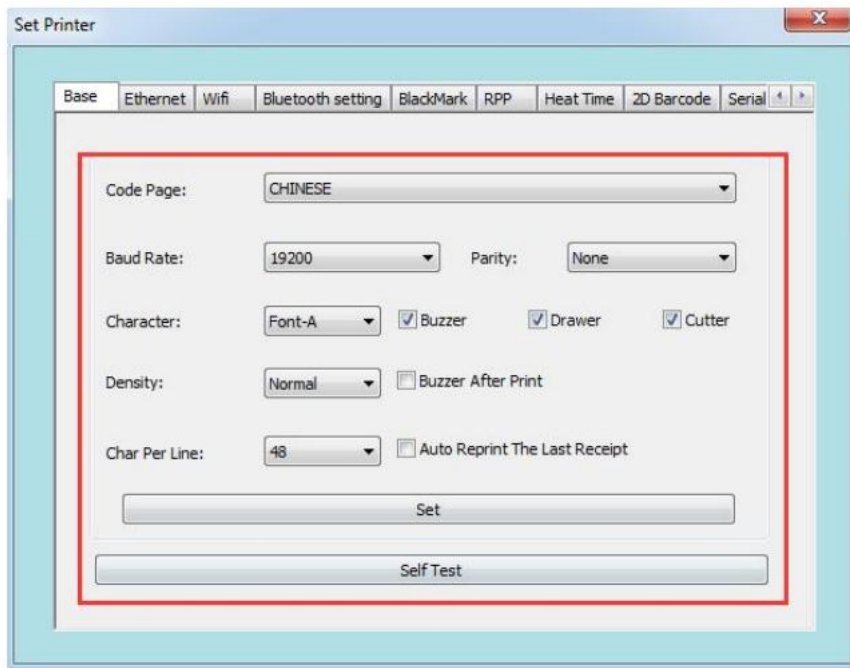 Set Printer
Base Ethernet Wifi Bluetooth setting BlackMark RPP Heat Time 2D Barcode Serial
Code Page: CHINESE
Baud Rate: 19200 Parity: None
Character: Font-A Buzzer Drawer Cutter
Density: Normal Buzzer After Print
Char Per Line: 48 Auto Reprint The Last Receipt
Set
Self Test